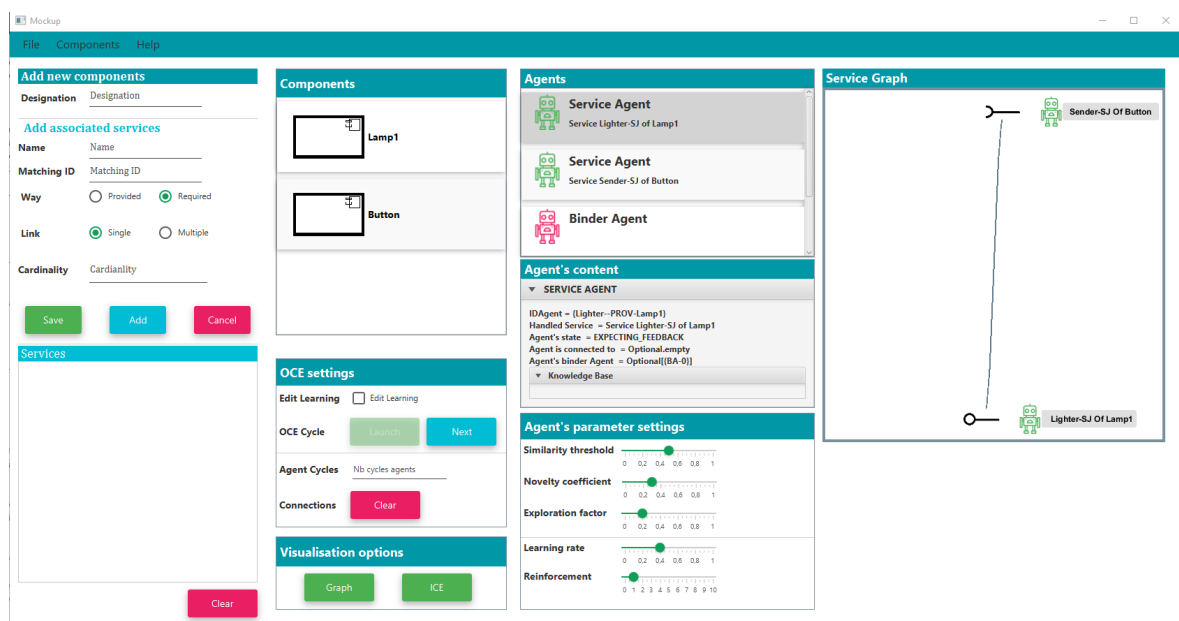 Mockup
File Components Help
Add new components
Designation Designation
Add associated services
Name Name
Matching ID Matching ID
Way Provided Required
Link Single Multiple
Cardinality Cardianlity
Save Add Cancel
Services
Clear
Components
Lamp1
Button
OCE settings
Edit Learning Edit Learning
OCE Cycle Launch Next
Agent Cycles Nb cycles agents
Connections Clear
Visualisation options
Graph ICE
Agents
Service Agent
Service Lighter-SJ of Lamp1
Service Agent
Service Sender-SJ of Button
Binder Agent
Agent's content
SERVICE AGENT
IDAgent = (Lighter--PROV-Lamp1)
Handled Service = Service Lighter-SJ of Lamp1
Agent's state = EXPECTING_FEEDBACK
Agent is connected to = Optional.empty
Agent's binder Agent = Optional[(BA-0)]
Knowledge Base
Agent's parameter settings
Similarity threshold
0 0,2 0,4 0,6 0,8 1
Novelty coefficient
0 0,2 0,4 0,6 0,8 1
Exploration factor
0 0,2 0,4 0,6 0,8 1
Learning rate
0 0,2 0,4 0,6 0,8 1
Reinforcement
0 1 2 3 4 5 6 7 8 9 10
Service Graph
Sender-SJ Of Button
Lighter-SJ Of Lamp1